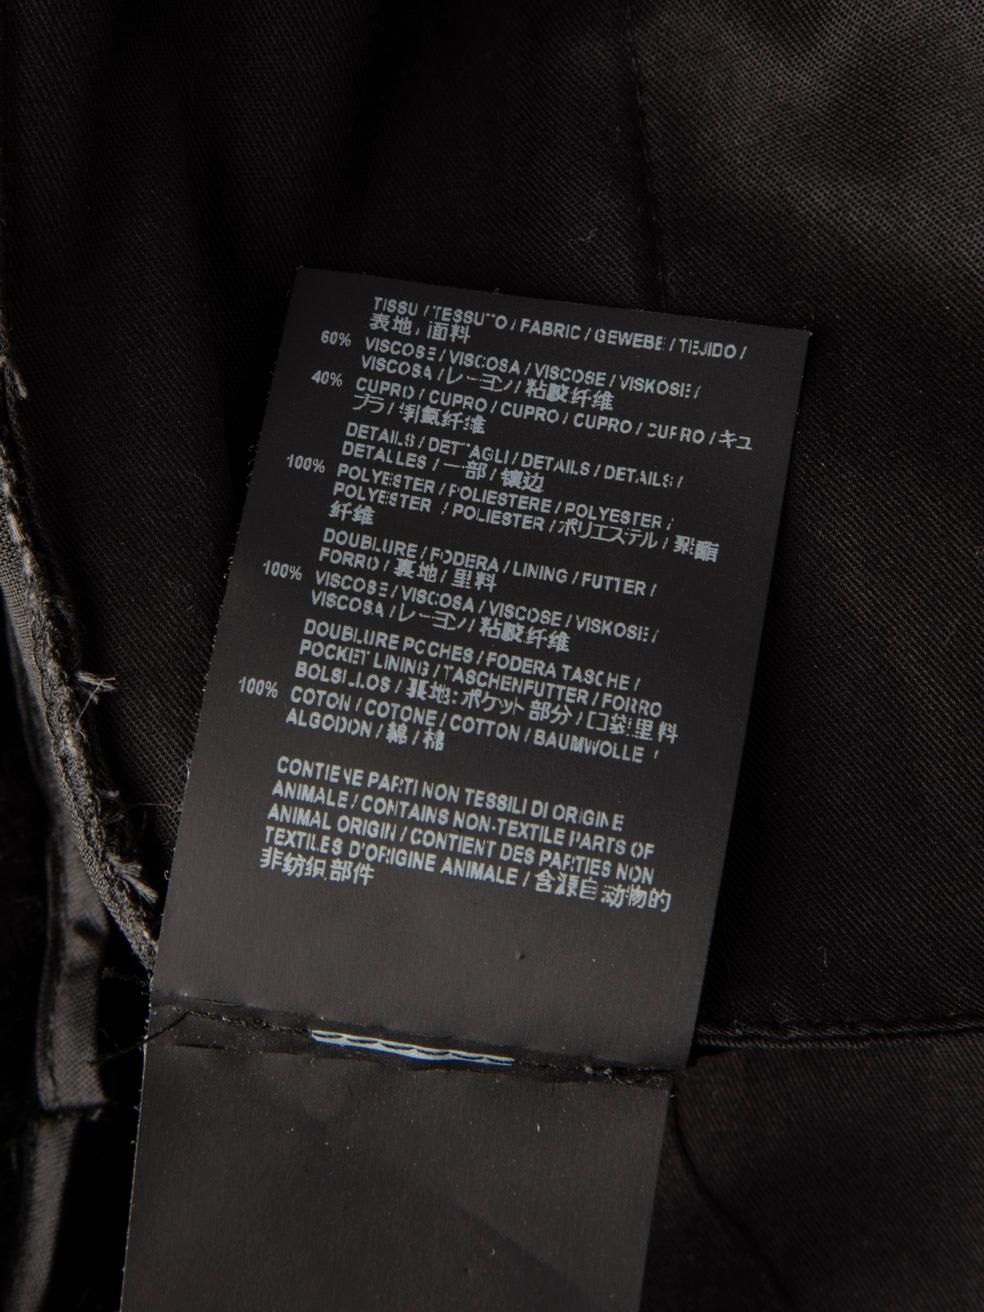 TISSU / TESSUTO / FABRIC / GEWEBE / TEJIDO /
表地 / 面料
60% VISCOSE / VISCOSA / VISCOSE / VISKOSE /
VISCOSA / レーヨン / 粘胶纤维
40% CUPRO / CUPRO / CUPRO / CUPRO / CUPRO / キュ
プラ / 铜氨纤维
DETAILS / DETTAGLI / DETAILS / DETAILS /
DETALLES / 一部 / 镶边
100% POLYESTER / POLIESTERE / POLYESTER /
POLYESTER / POLIESTER / ポリエステル / 聚酯
纤维
DOUBLURE / FODERA / LINING / FUTTER /
FORRO / 裏地 / 里料
100% VISCOSE / VISCOSA / VISCOSE / VISKOSE /
VISCOSA / レーヨン / 粘胶纤维
DOUBLURE POCHES / FODERA TASCHE /
POCKET LINING / TASCHENFUTTER / FORRO
BOLSILLOS / 裏地:ポケット部分 / 口袋里料
100% COTON / COTONE / COTTON / BAUMWOLLE /
ALGODON / 綿 / 棉
CONTIENE PARTI NON TESSILI DI ORIGINE
ANIMALE / CONTAINS NON-TEXTILE PARTS OF
ANIMAL ORIGIN / CONTIENT DES PARTIES NON
TEXTILES D'ORIGINE ANIMALE / 含源自动物的
非纺织部件